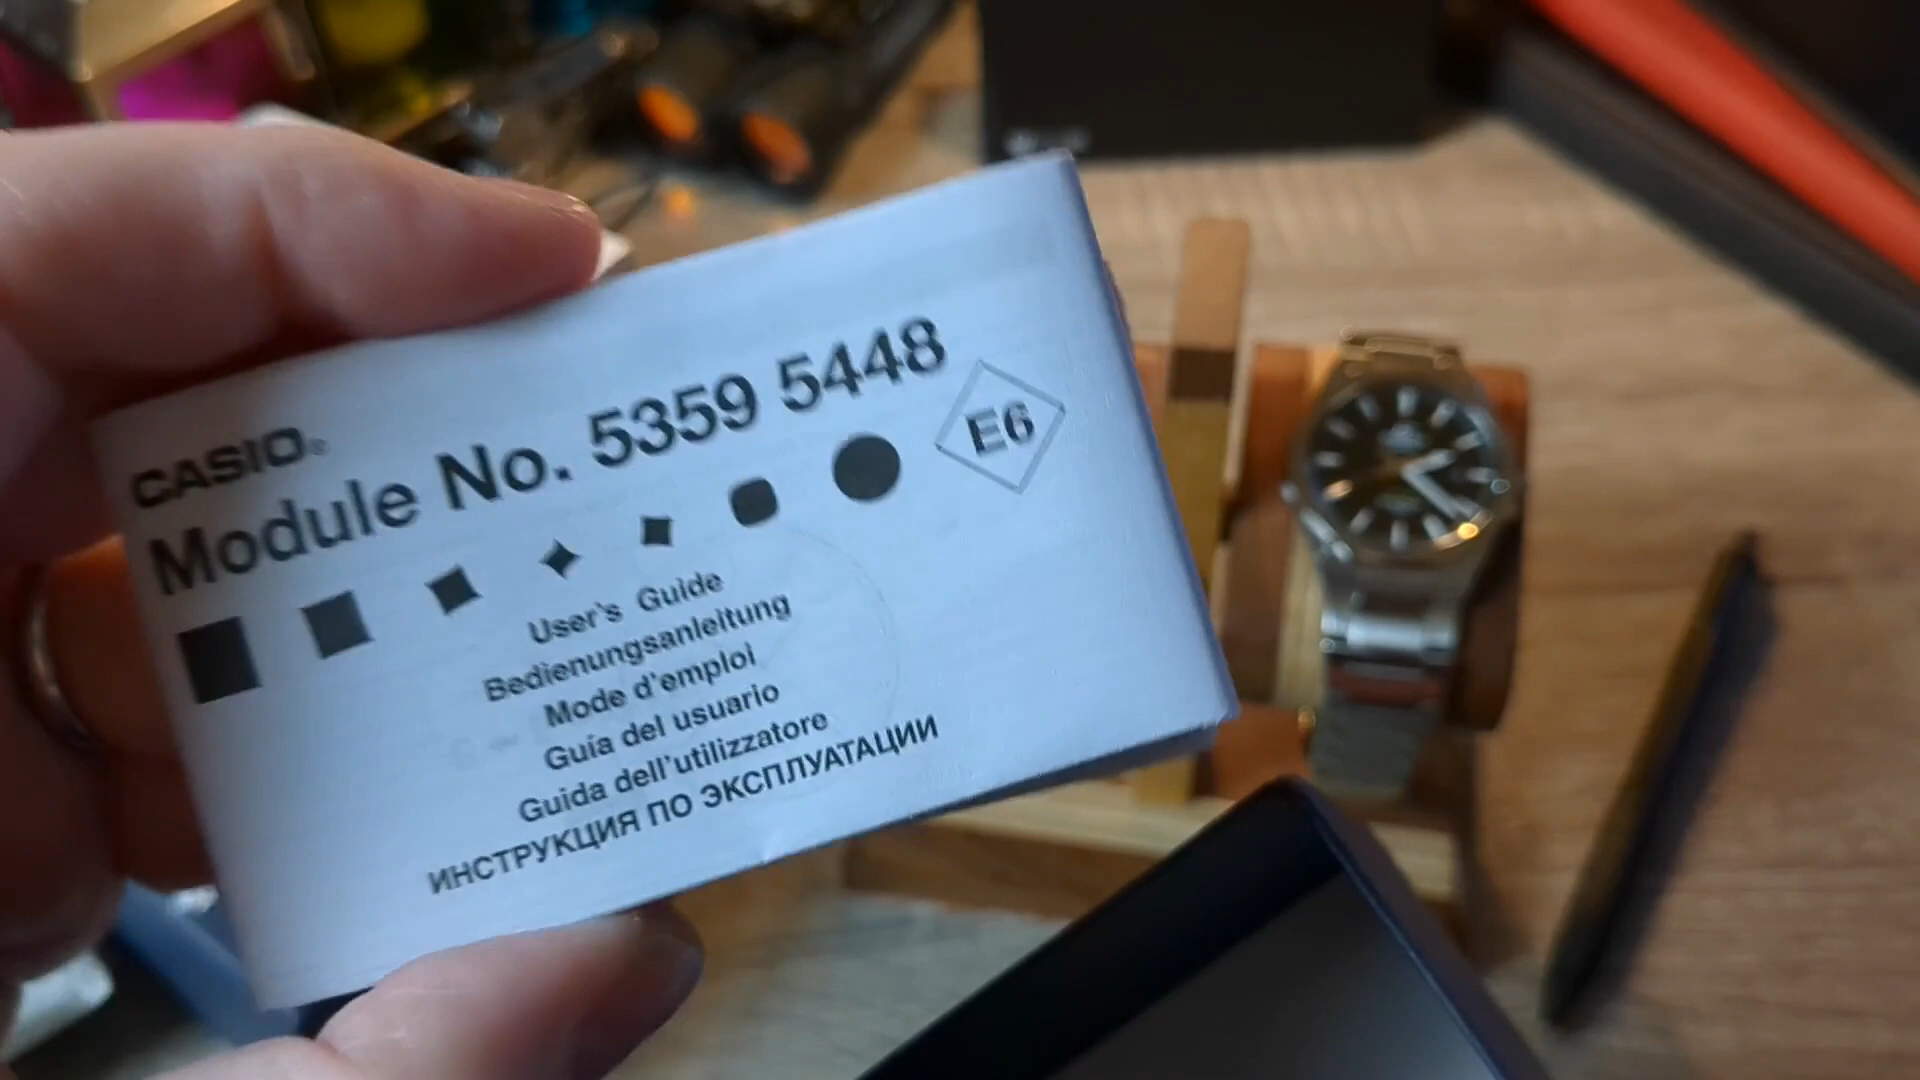 CASIO®
Module No. 5359 5448
E6
User's Guide
Bedienungsanleitung
Mode d'emploi
Guía del usuario
Guida dell'utilizzatore
ИНСТРУКЦИЯ ПО ЭКСПЛУАТАЦИИ